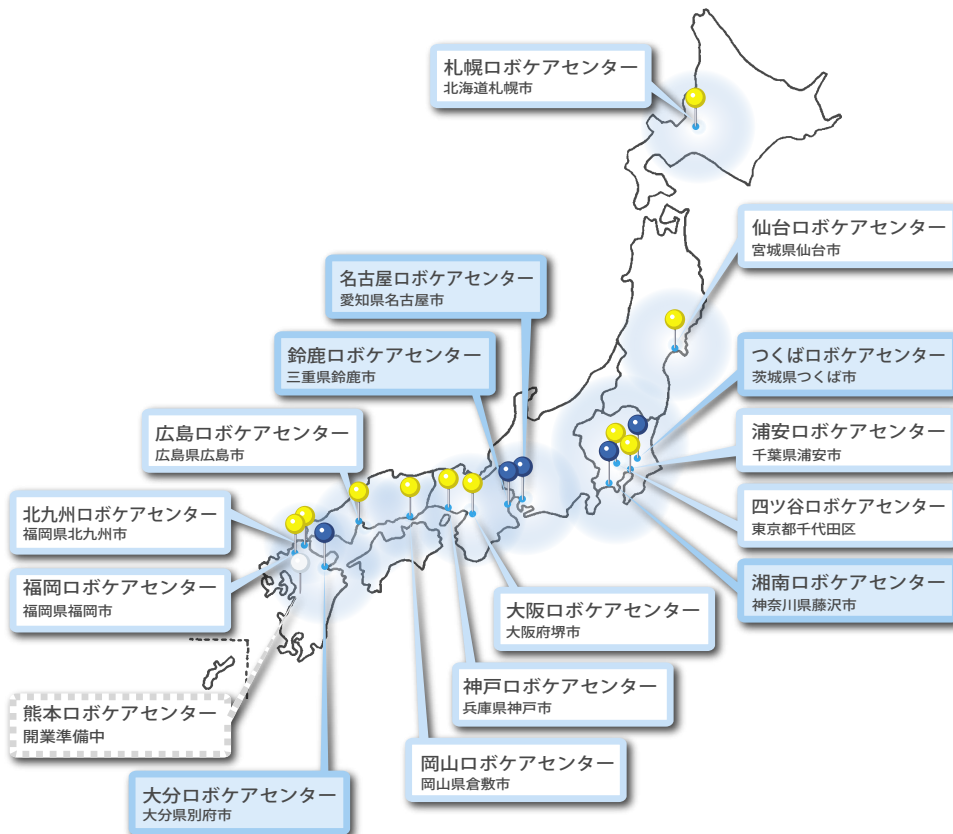 札幌ロボケアセンター
北海道札幌市
仙台ロボケアセンター
宮城県仙台市
名古屋ロボケアセンター
愛知県名古屋市
鈴鹿ロボケアセンター
三重県鈴鹿市
つくばロボケアセンター
茨城県つくば市
広島ロボケアセンター
広島県広島市
浦安ロボケアセンター
千葉県浦安市
北九州ロボケアセンター
福岡県北九州市
四ツ谷ロボケアセンター
東京都千代田区
福岡ロボケアセンター
福岡県福岡市
湘南ロボケアセンター
神奈川県藤沢市
大阪ロボケアセンター
大阪府堺市
神戸ロボケアセンター
兵庫県神戸市
熊本ロボケアセンター
開業準備中
岡山ロボケアセンター
岡山県倉敷市
大分ロボケアセンター
大分県別府市